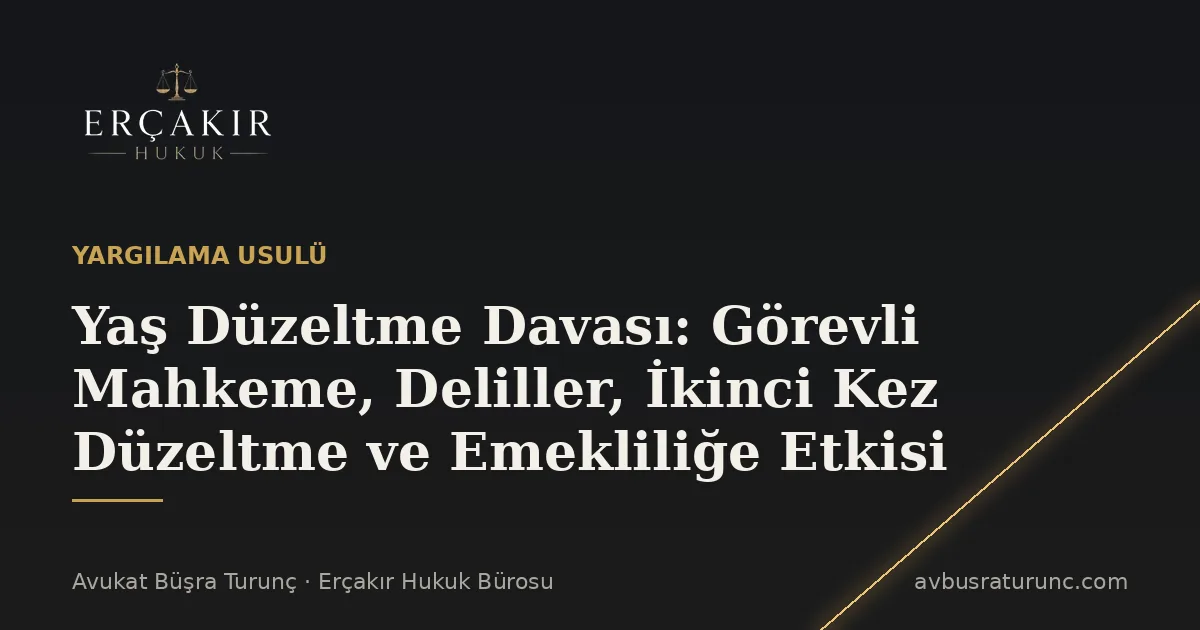 ERÇAKIR
HUKUK
YARGILAMA USULÜ
Yaş Düzeltme Davası: Görevli
Mahkeme, Deliller, İkinci Kez
Düzeltme ve Emekliliğe Etkisi
Avukat Büşra Turunç · Erçakır Hukuk Bürosu
avbusraturunc.com